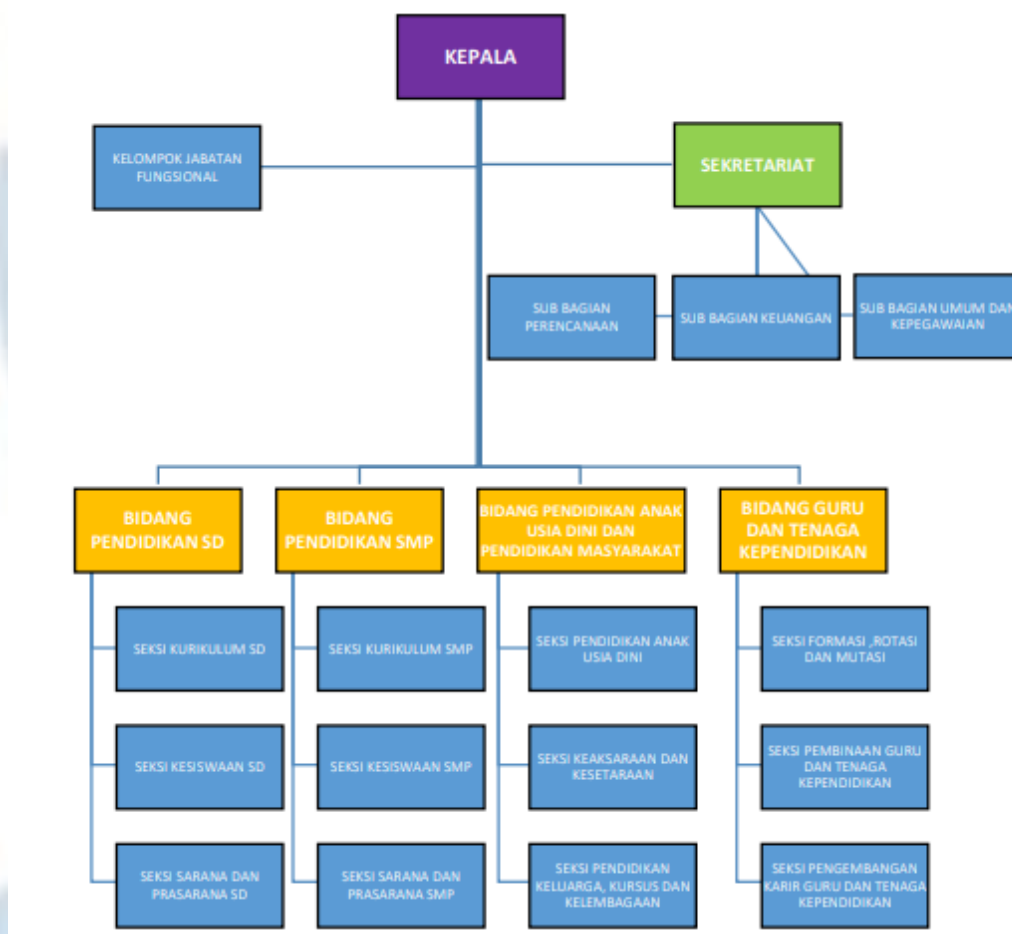 KEPALA
KELOMPOK JABATAN
FUNGSIONAL
SEKRETARIAT
SUB BAGIAN
PERENCANAAN
SUB BAGIAN KEUANGAN
SUB BAGIAN UMUM DAN
KEPEGAWAIAN
BIDANG
PENDIDIKAN SD
BIDANG
PENDIDIKAN SMP
BIDANG PENDIDIKAN ANAK
USIA DINI DAN
PENDIDIKAN MASYARAKAT
BIDANG GURU
DAN TENAGA
KEPENDIDIKAN
SEKSI KURIKULUM SD
SEKSI KURIKULUM SMP
SEKSI PENDIDIKAN ANAK
USIA DINI
SEKSI FORMASI ,ROTASI
DAN MUTASI
SEKSI KESISWAAN SD
SEKSI KESISWAAN SMP
SEKSI KEAKSARAAN DAN
KESETARAAN
SEKSI PEMBINAAN GURU
DAN TENAGA
KEPENDIDIKAN
SEKSI SARANA DAN
PRASARANA SD
SEKSI SARANA DAN
PRASARANA SMP
SEKSI PENDIDIKAN
KELUARGA, KURSUS DAN
KELEMBAGAAN
SEKSI PENGEMBANGAN
KARIR GURU DAN TENAGA
KEPENDIDIKAN